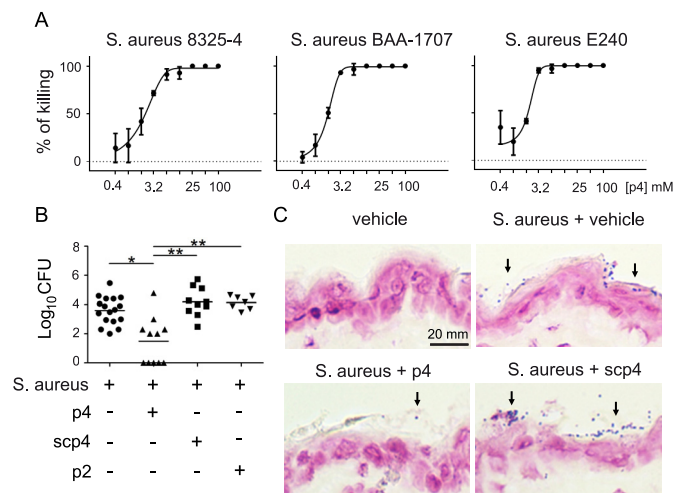 A
S. aureus 8325-4
S. aureus BAA-1707
S. aureus E240
% of killing
100
50
0
100
50
0
100
50
0
0.4
3.2
25
100
0.4
3.2
25
100
0.4
3.2
25
100
[p4] mM
B
Log10CFU
8
6
4
2
0
*
**
**
S. aureus + + + +
p4 - + - -
scp4 - - + -
p2 - - - +
C
vehicle
S. aureus + vehicle
20 mm
S. aureus + p4
S. aureus + scp4